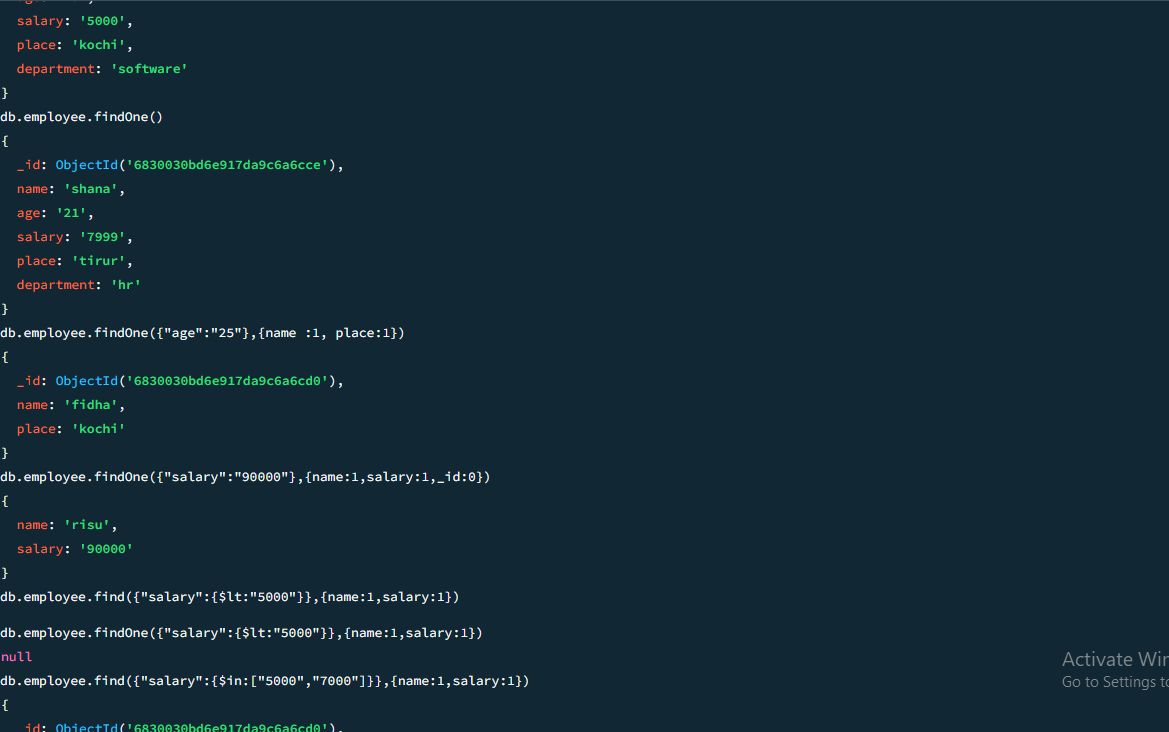 salary: '5000',
place: 'kochi',
department: 'software'
}
db.employee.findOne()
{
_id: ObjectId('6830030bd6e917da9c6a6cce'),
name: 'shana',
age: '21',
salary: '7999',
place: 'tirur',
department: 'hr'
}
db.employee.findOne({"age":"25"},{name :1, place:1})
{
_id: ObjectId('6830030bd6e917da9c6a6cd0'),
name: 'fidha',
place: 'kochi'
}
db.employee.findOne({"salary":"90000"},{name:1,salary:1,_id:0})
{
name: 'risu',
salary: '90000'
}
db.employee.find({"salary":{$lt:"5000"}},{name:1,salary:1})
db.employee.findOne({"salary":{$lt:"5000"}},{name:1,salary:1})
null
db.employee.find({"salary":{$in:["5000","7000"]}},{name:1,salary:1})
{
_id: ObjectId('6830030bd6e917da9c6a6cd0'),
Activate Win
Go to Settings to